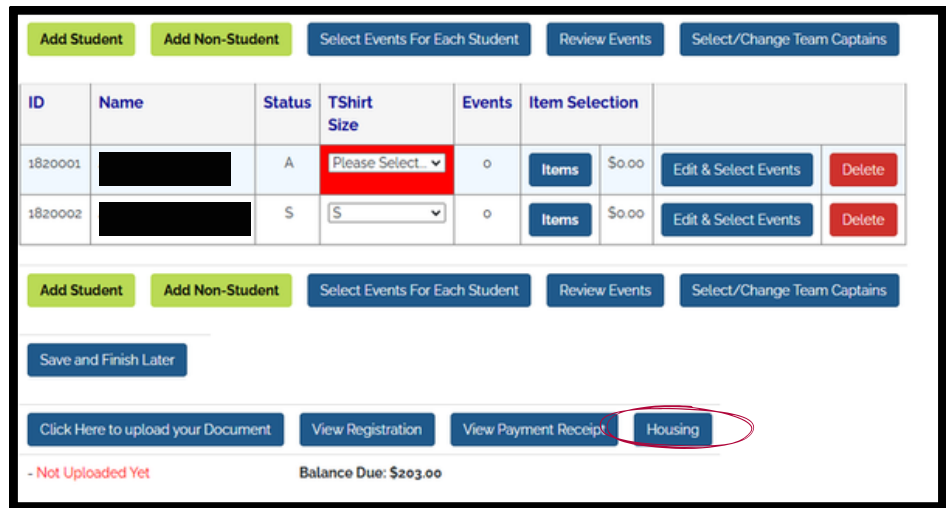 Add Student Add Non-Student Select Events For Each Student Review Events Select/Change Team Captains
ID Name Status TShirt Size Events Item Selection
1820001 A Please Select... 0 Items $0.00 Edit & Select Events Delete
1820002 S S 0 Items $0.00 Edit & Select Events Delete
Add Student Add Non-Student Select Events For Each Student Review Events Select/Change Team Captains
Save and Finish Later
Click Here to upload your Document View Registration View Payment Receipt Housing
- Not Uploaded Yet Balance Due: $203.00